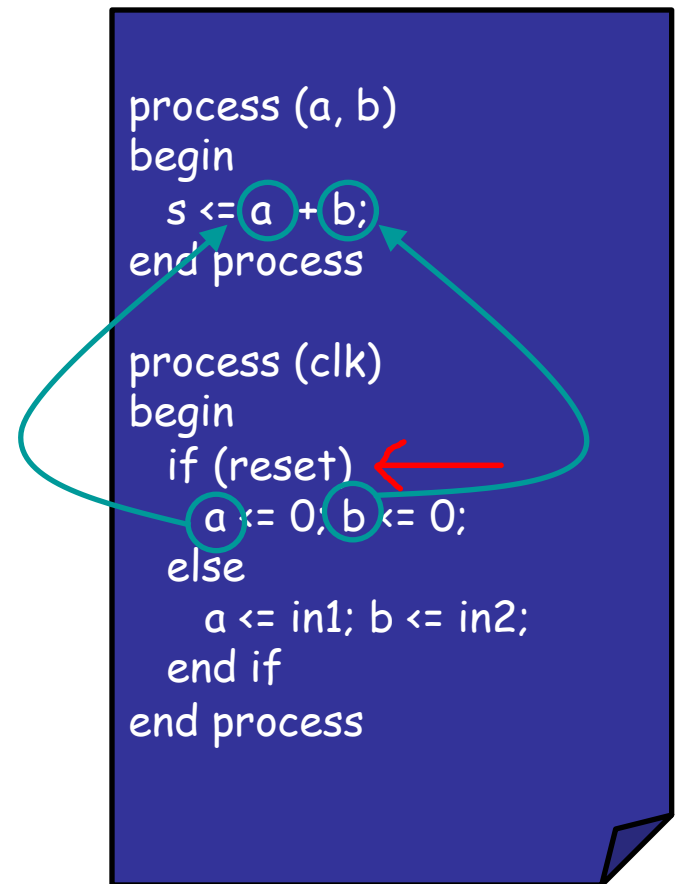 process (a, b)
begin
s <= a + b;
end process
process (clk)
begin
if (reset)
a <= 0; b <= 0;
else
a <= in1; b <= in2;
end if
end process